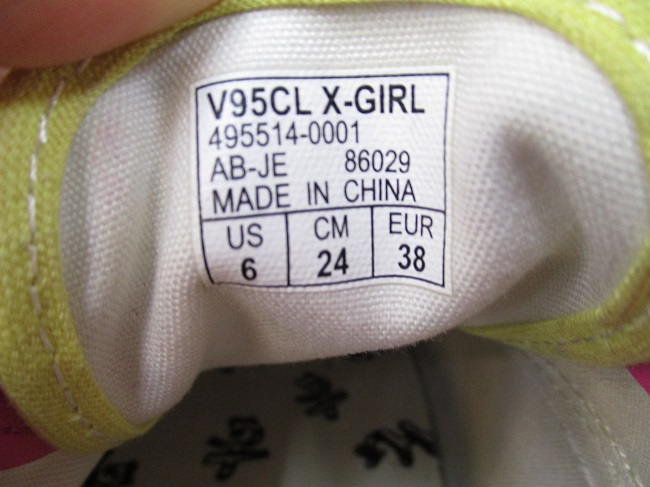 V95CL X-GIRL
495514-0001
AB-JE 86029
MADE IN CHINA
US CM EUR
6 24 38